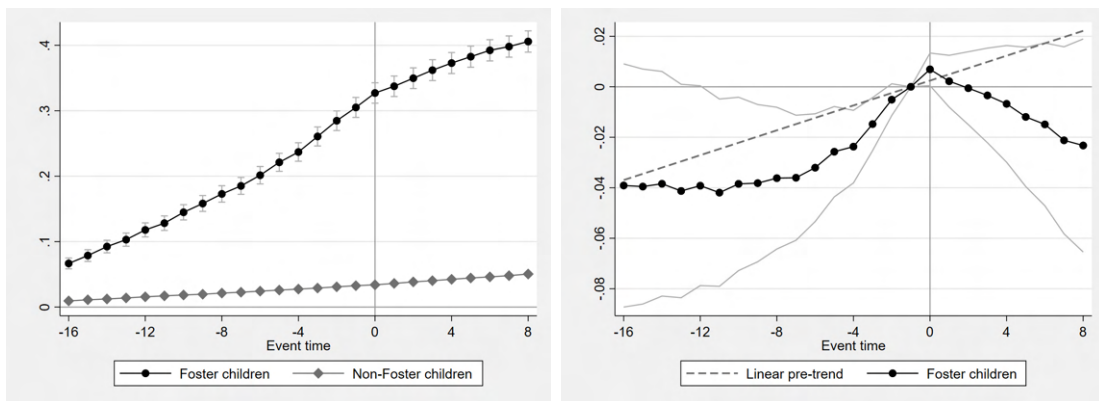 .4
.3
.2
.1
0
-16 -12 -8 -4 0 4 8
Event time
Foster children Non-Foster children
.02
0
-.02
-.04
-.06
-.08
-16 -12 -8 -4 0 4 8
Event time
Linear pre-trend Foster children